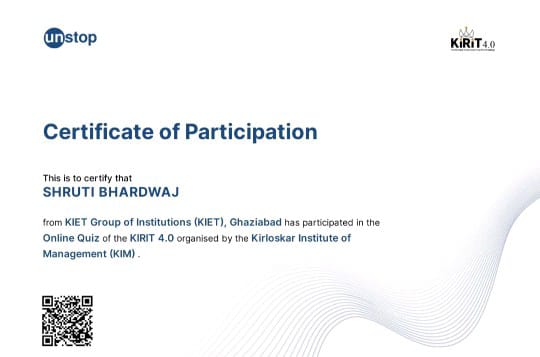 unstop
KiRiT 4.0
Certificate of Participation
This is to certify that
SHRUTI BHARDWAJ
from KIET Group of Institutions (KIET), Ghaziabad has participated in the
Online Quiz of the KIRIT 4.0 organised by the Kirloskar Institute of
Management (KIM) .